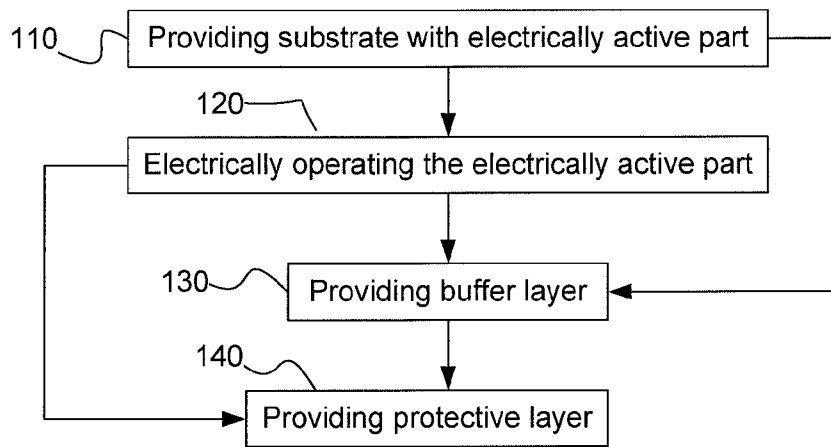 110
Providing substrate with electrically active part
120
Electrically operating the electrically active part
130
Providing buffer layer
140
Providing protective layer